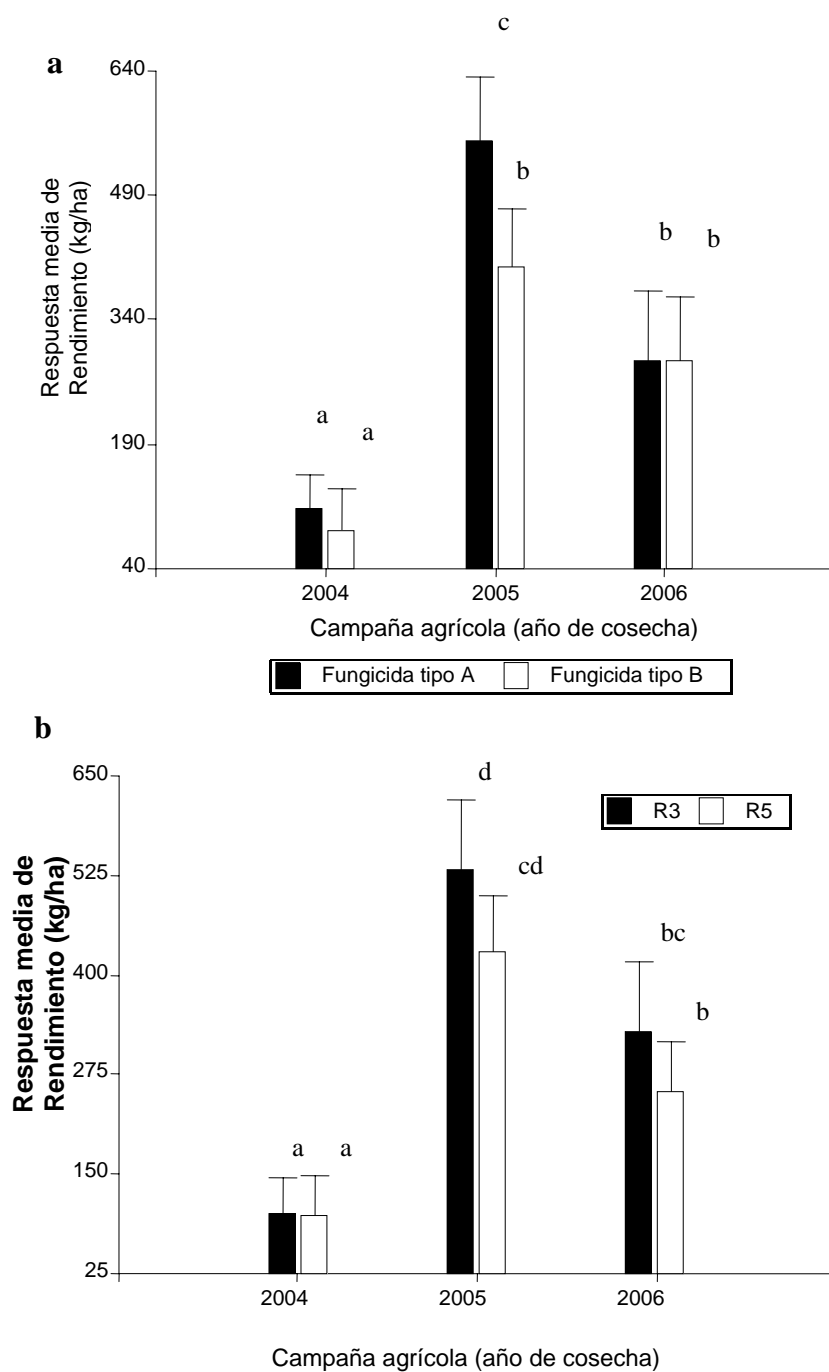 c
a
640
b
490
b b
340
190
a
a
40
Respuesta media de
Rendimiento (kg/ha)
2004 2005 2006
Campaña agrícola (año de cosecha)
Fungicida tipo A Fungicida tipo B
b
d
650
R3 R5
525
cd
400
bc
b
275
150
a a
25
Respuesta media de
Rendimiento (kg/ha)
2004 2005 2006
Campaña agrícola (año de cosecha)